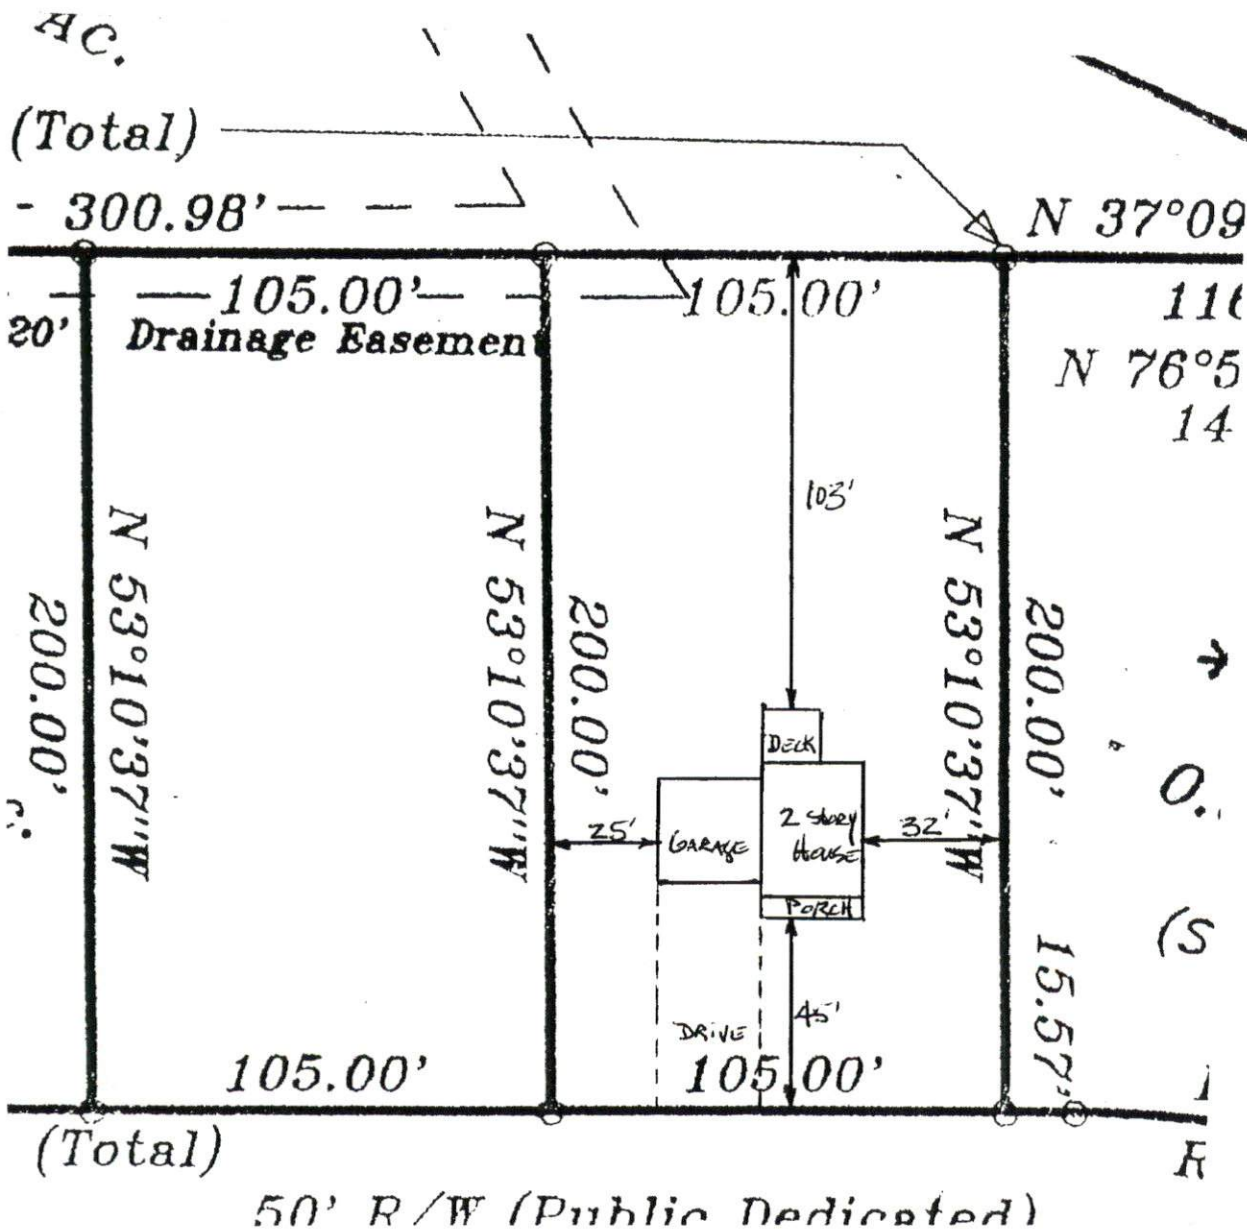 AC.
(Total)
- 300.98'
N 37°09
105.00'
105.00'
116
20' Drainage Easement
N 76°5
14
103'
N 53°10'37"W
200.00'
N 53°10'37"W
200.00'
N 53°10'37"W
200.00'
DECK
O.
25'
GARAGE
2 STORY
HOUSE
32'
PORCH
(S
15.57'
45'
DRIVE
105.00'
105.00'
(Total)
R
50' R/W (Public Dedicated)